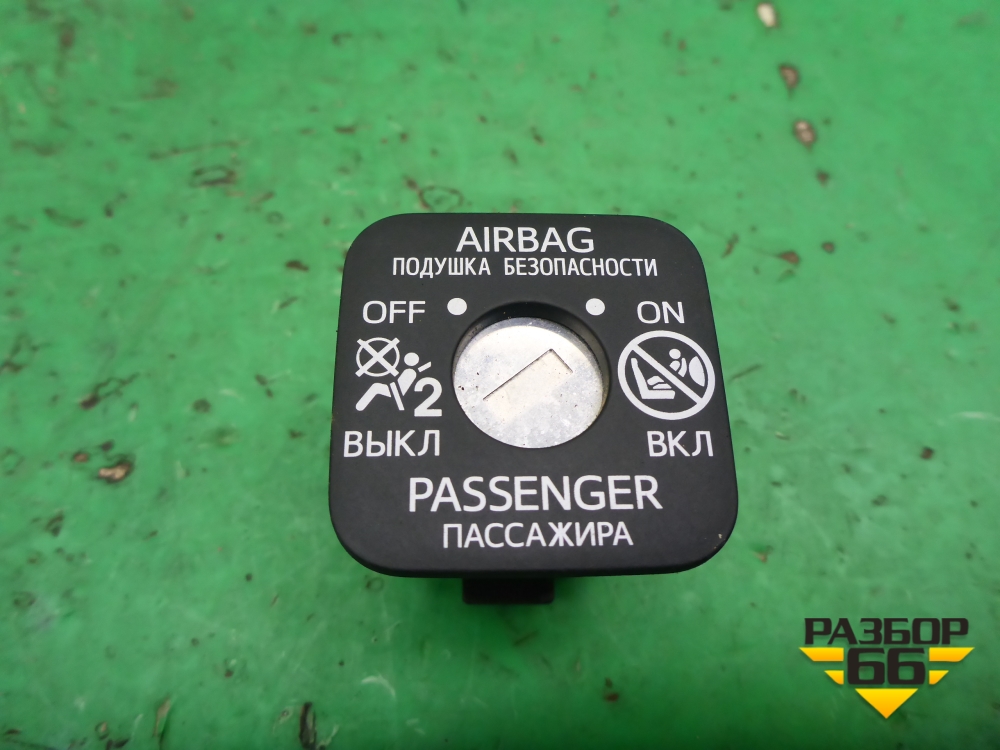 AIRBAG
ПОДУШКА БЕЗОПАСНОСТИ
OFF ON
2
ВЫКЛ ВКЛ
PASSENGER
ПАССАЖИРА
РАЗБОР
66